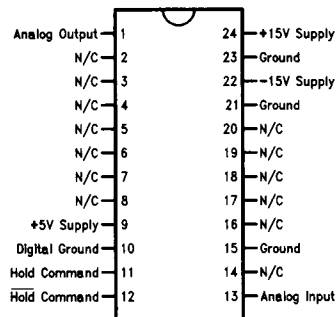 Analog Output 1 24 +15V Supply
N/C 2 23 Ground
N/C 3 22 -15V Supply
N/C 4 21 Ground
N/C 5 20 N/C
N/C 6 19 N/C
N/C 7 18 N/C
N/C 8 17 N/C
+5V Supply 9 16 N/C
Digital Ground 10 15 Ground
Hold Command 11 14 N/C
Hold Command 12 13 Analog Input